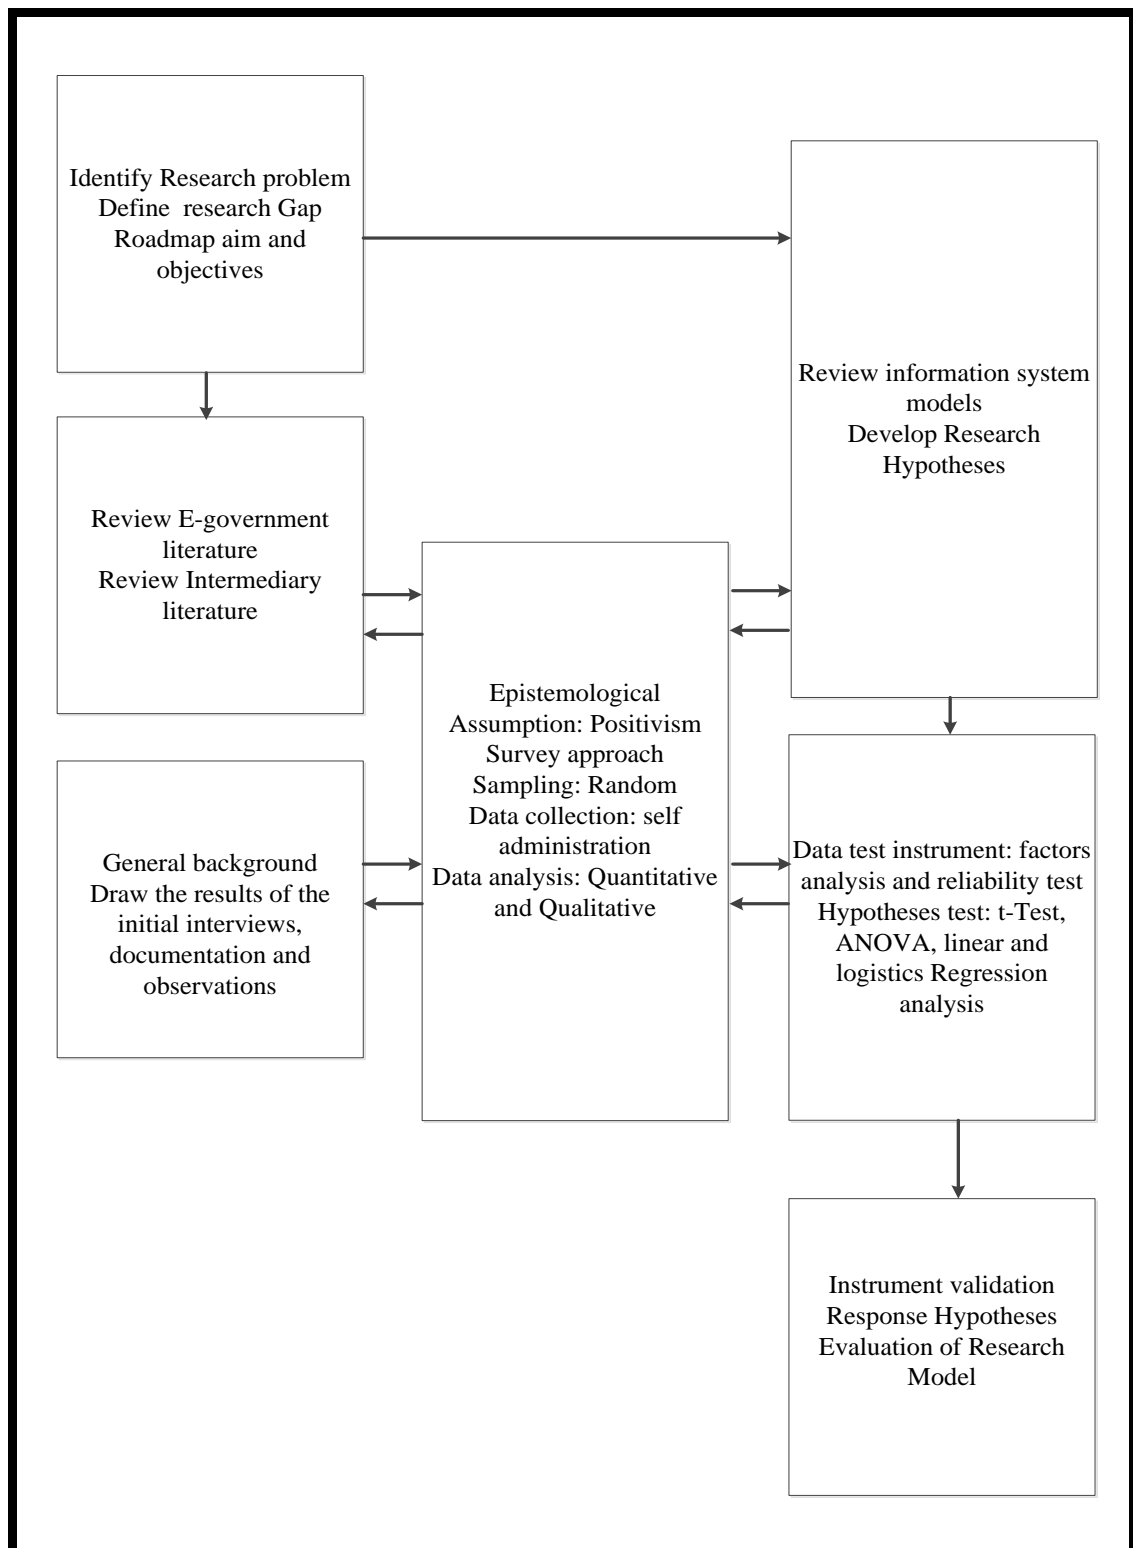 Identify Research problem
Define  research Gap
Roadmap aim and
objectives
Review information system
models
Develop Research
Hypotheses
Review E-government
literature
Review Intermediary
literature
Epistemological
Assumption: Positivism
Survey approach
Sampling: Random
Data collection: self
administration
Data analysis: Quantitative
and Qualitative
General background
Draw the results of the
initial interviews,
documentation and
observations
Data test instrument: factors
analysis and reliability test
Hypotheses test: t-Test,
ANOVA, linear and
logistics Regression
analysis
Instrument validation
Response Hypotheses
Evaluation of Research
Model